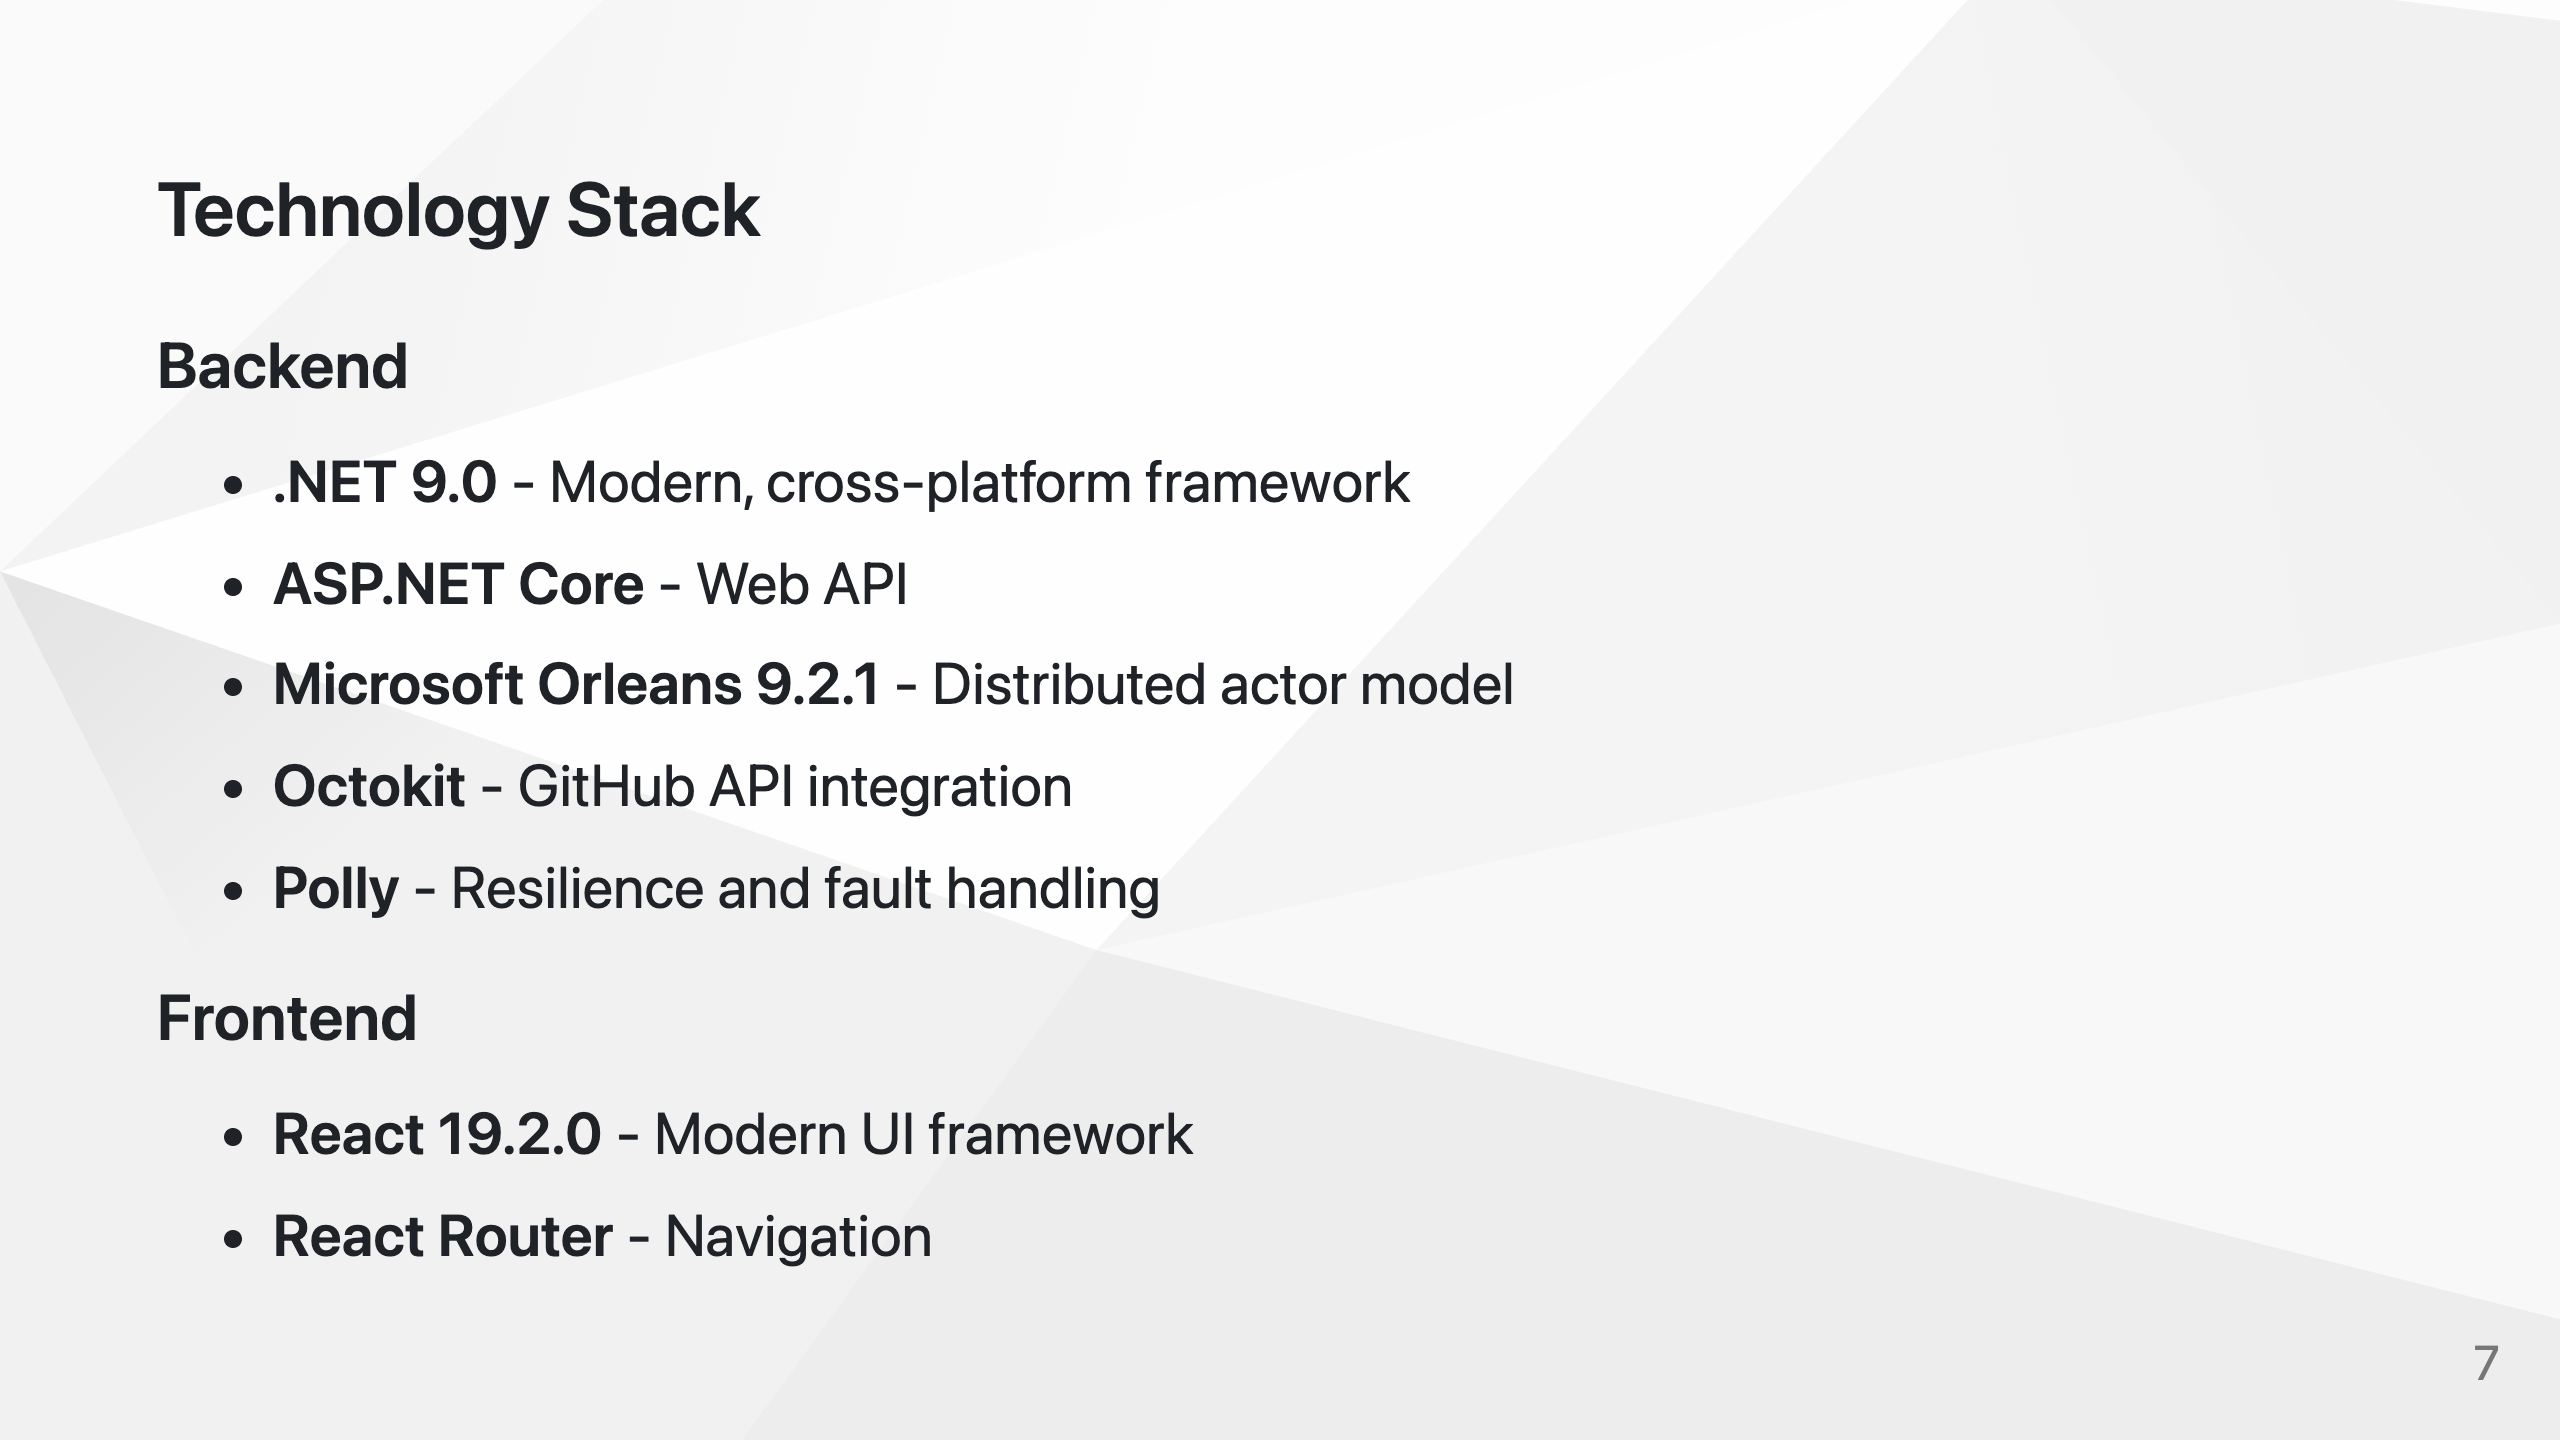 Technology Stack
Backend
• .NET 9.0 - Modern, cross-platform framework
• ASP.NET Core - Web API
• Microsoft Orleans 9.2.1 - Distributed actor model
• Octokit - GitHub API integration
• Polly - Resilience and fault handling
Frontend
• React 19.2.0 - Modern UI framework
• React Router - Navigation
7